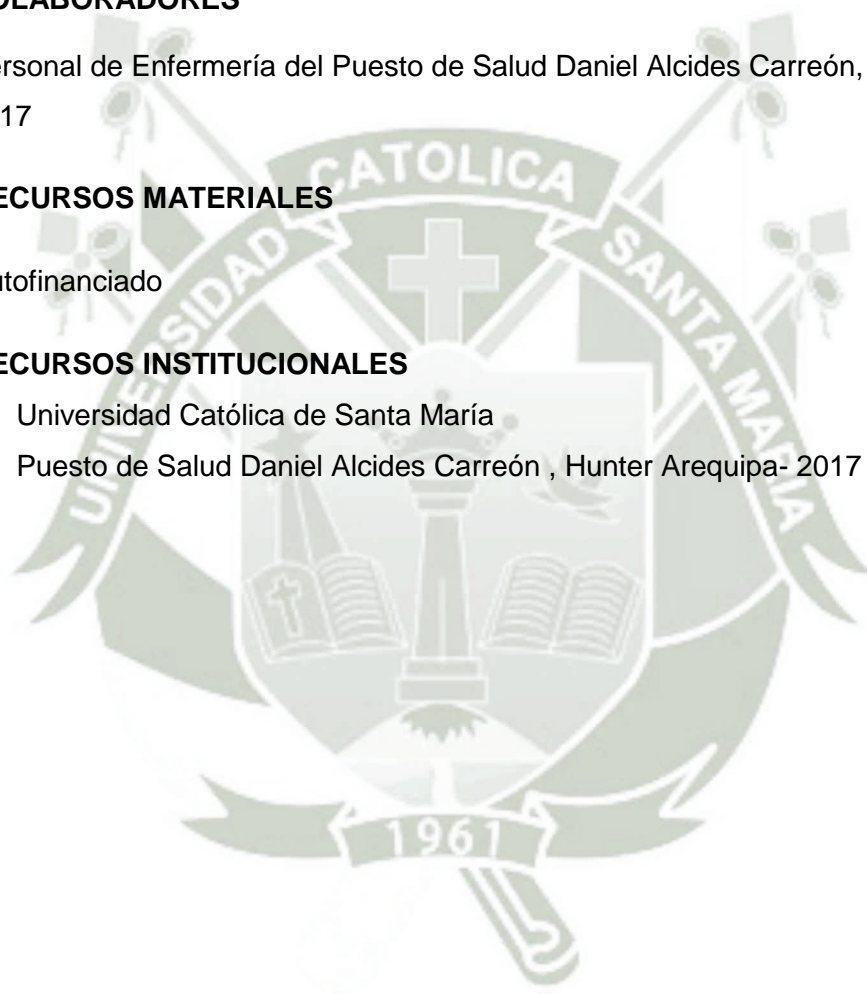 OLABORADORES
ersonal de Enfermería del Puesto de Salud Daniel Alcides Carreón,
17
ECURSOS MATERIALES
utofinanciado
ECURSOS INSTITUCIONALES
Universidad Católica de Santa María
Puesto de Salud Daniel Alcides Carreón , Hunter Arequipa- 2017
UNIVERSIDAD CATOLICA SANTA MARIA
1961